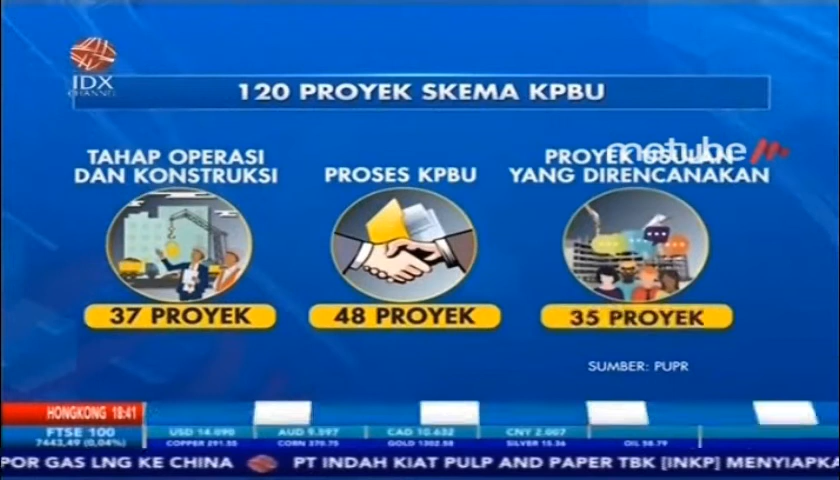 IDX
CHANNEL
120 PROYEK SKEMA KPBU
metube
TAHAP OPERASI
DAN KONSTRUKSI
PROSES KPBU
PROYEK USULAN
YANG DIRENCANAKAN
37 PROYEK
48 PROYEK
35 PROYEK
SUMBER: PUPR
HONGKONG 18:41
FTSE 100
7443,49 (0,04%)
USD 14.090
AUD 9.597
CAD 10.632
CNY 2.007
COPPER 291.55
CORN 370.75
GOLD 1302.58
SILVER 15.36
OIL 58.79
POR GAS LNG KE CHINA
PT INDAH KIAT PULP AND PAPER TBK [INKP] MENYIAPKA